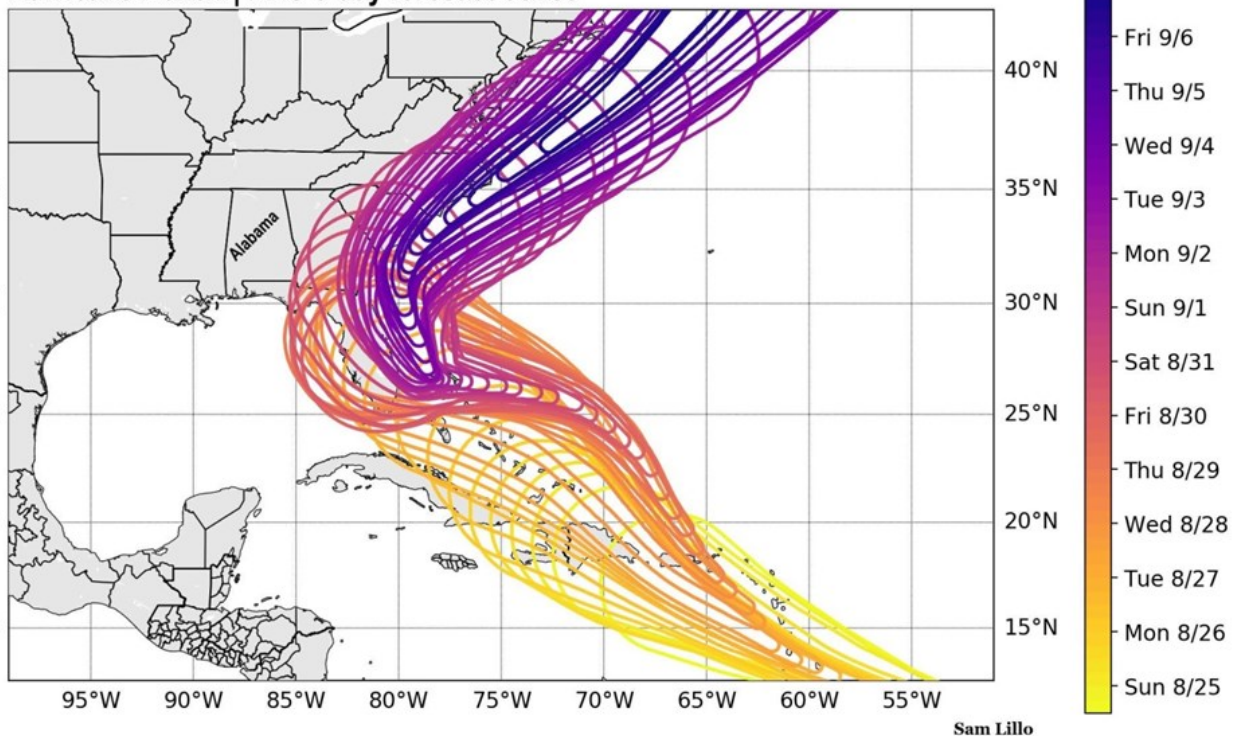 Alabama
40°N
35°N
30°N
25°N
20°N
15°N
95°W 90°W 85°W 80°W 75°W 70°W 65°W 60°W 55°W
Fri 9/6
Thu 9/5
Wed 9/4
Tue 9/3
Mon 9/2
Sun 9/1
Sat 8/31
Fri 8/30
Thu 8/29
Wed 8/28
Tue 8/27
Mon 8/26
Sun 8/25
Sam Lillo